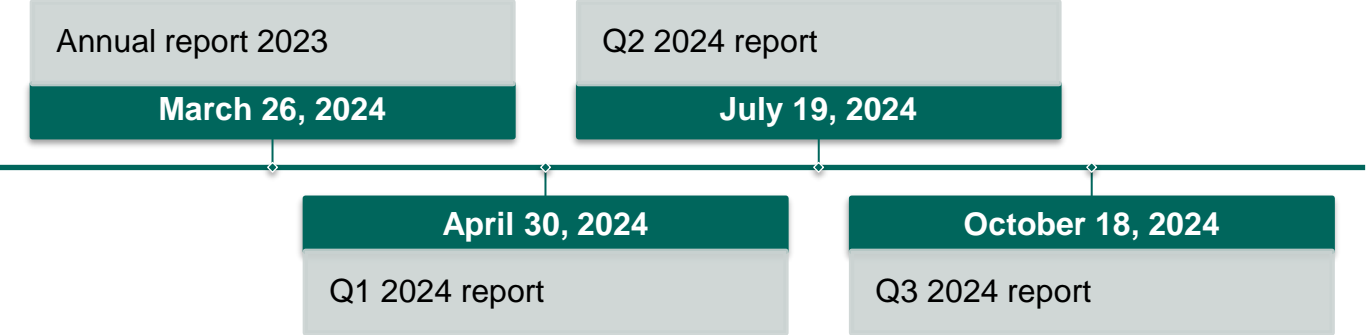 Annual report 2023
March 26, 2024
Q2 2024 report
July 19, 2024
April 30, 2024
Q1 2024 report
October 18, 2024
Q3 2024 report